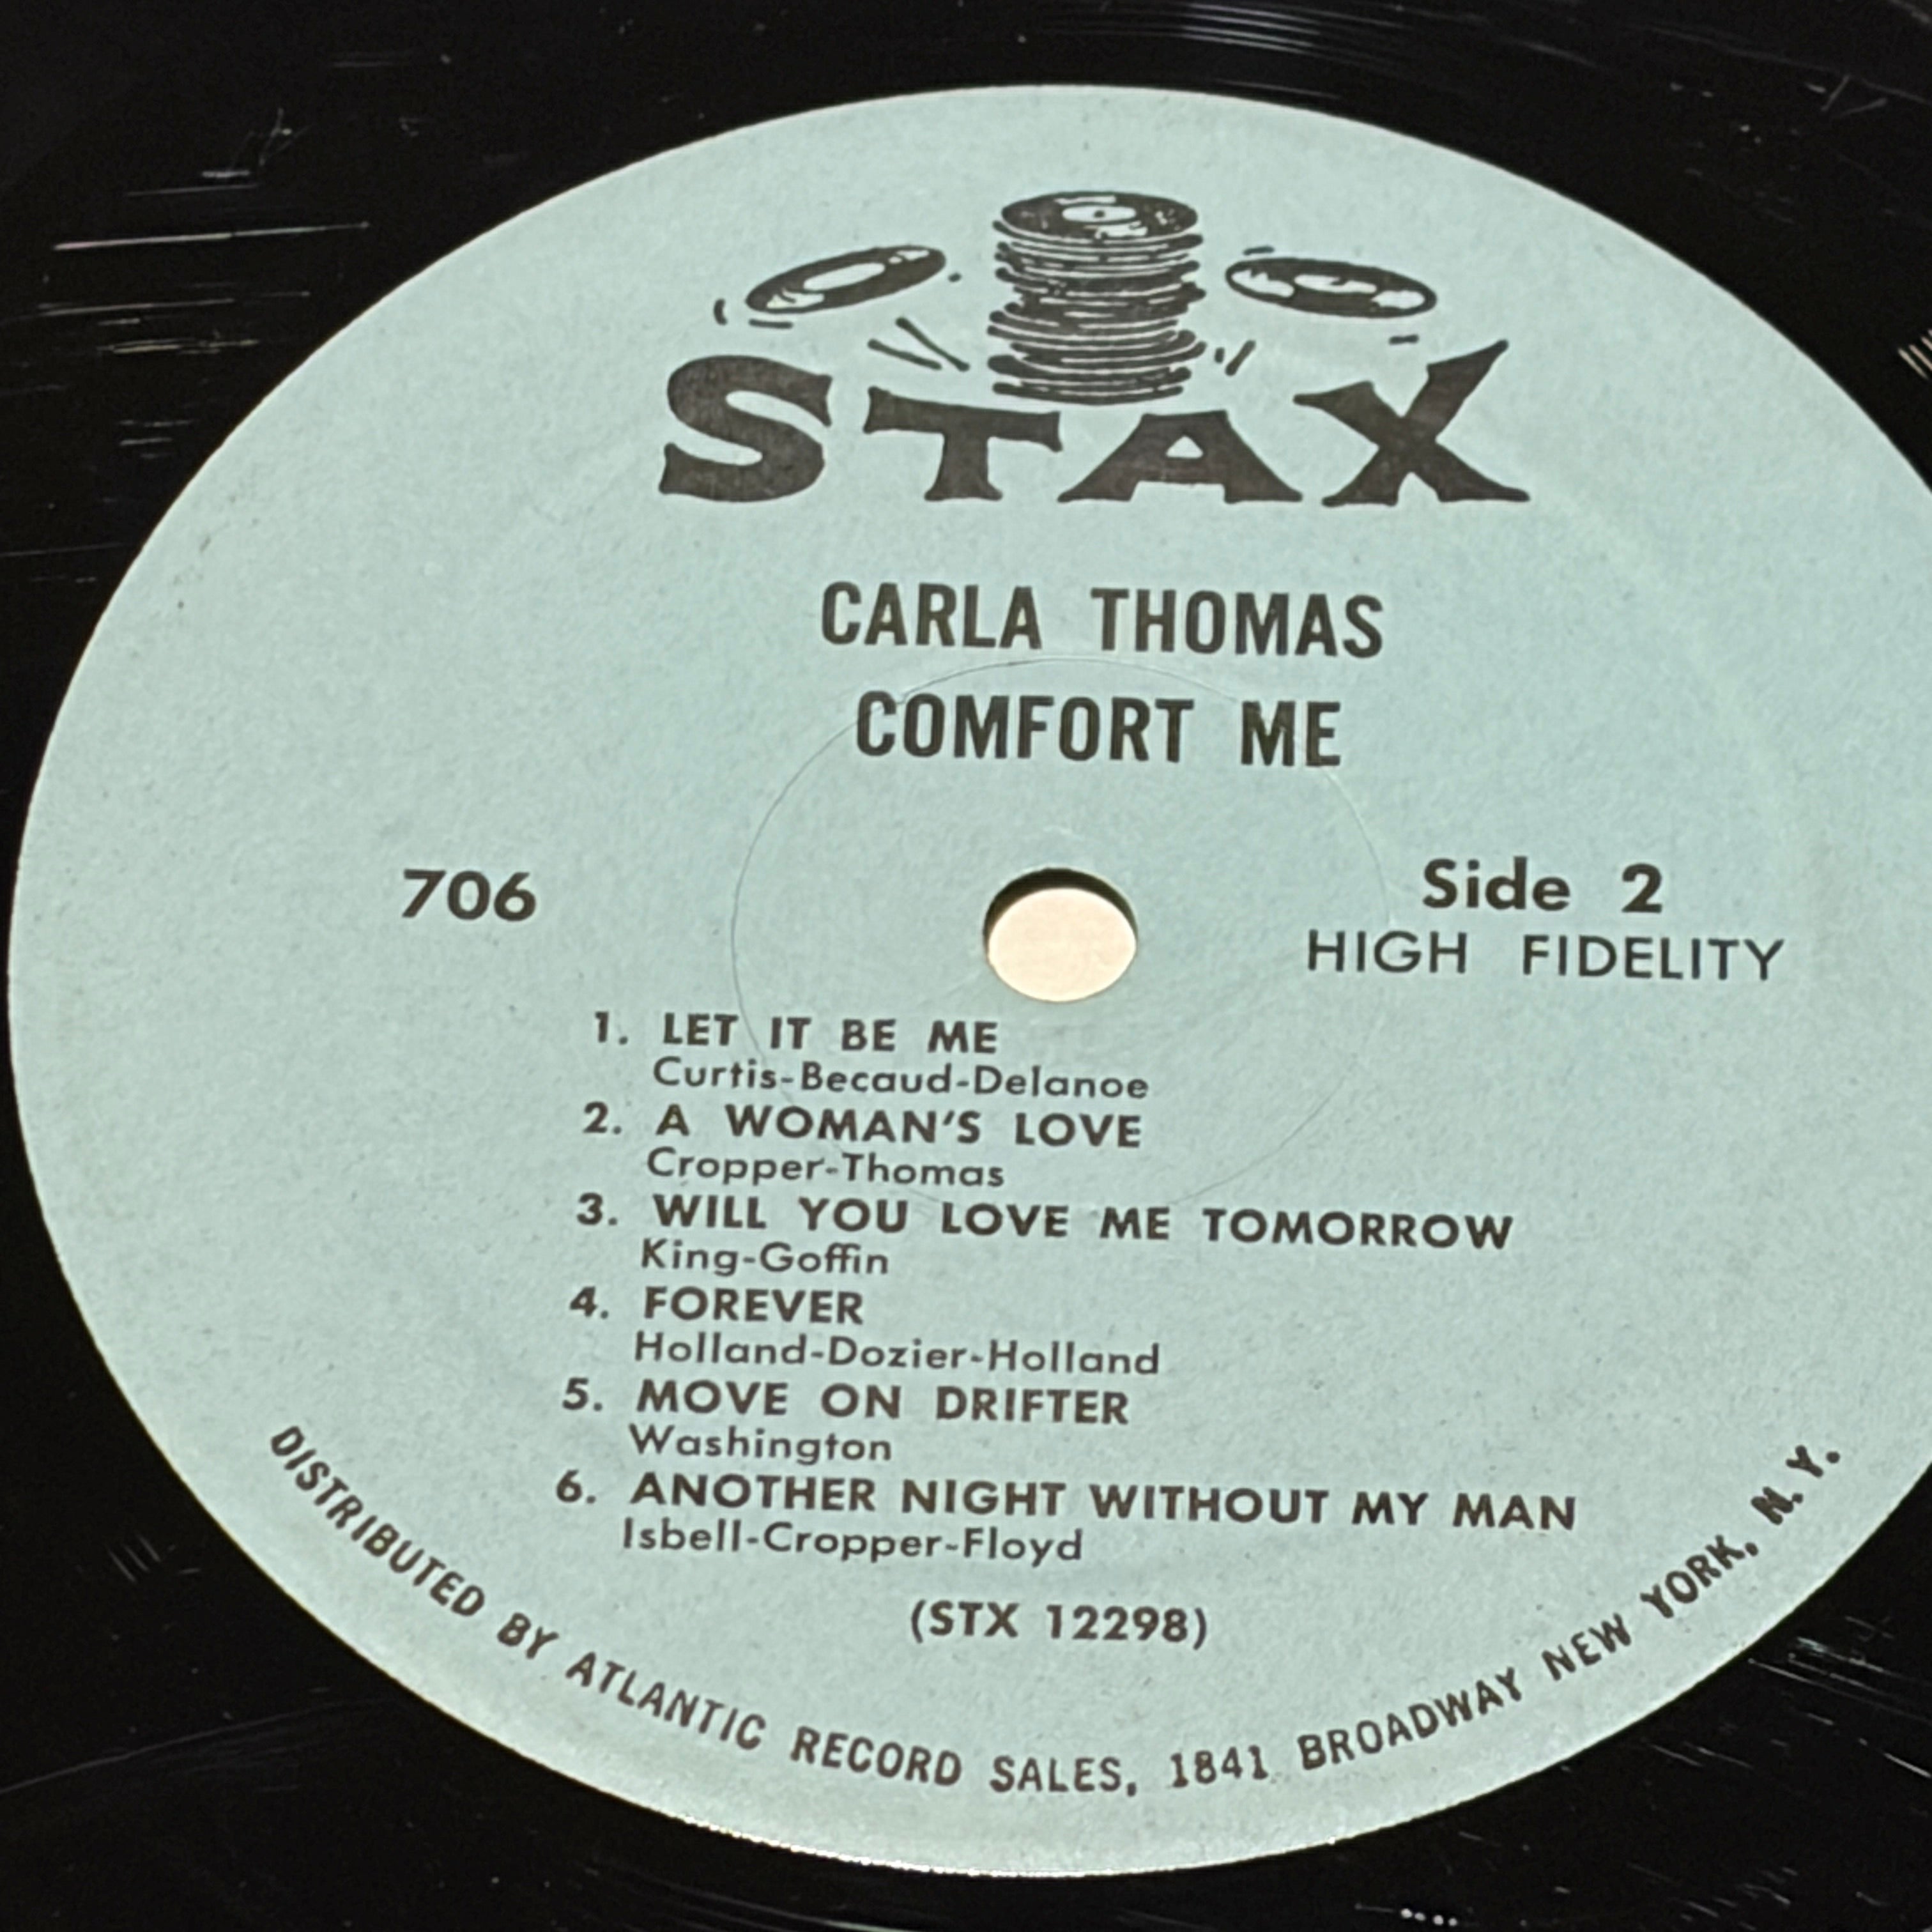 STAX
CARLA THOMAS
COMFORT ME
706
Side 2
HIGH FIDELITY
1. LET IT BE ME
Curtis-Becaud-Delanoe
2. A WOMAN'S LOVE
Cropper-Thomas
3. WILL YOU LOVE ME TOMORROW
King-Goffin
4. FOREVER
Holland-Dozier-Holland
5. MOVE ON DRIFTER
Washington
6. ANOTHER NIGHT WITHOUT MY MAN
Isbell-Cropper-Floyd
(STX 12298)
DISTRIBUTED BY ATLANTIC RECORD SALES, 1841 BROADWAY NEW YORK, N.Y.